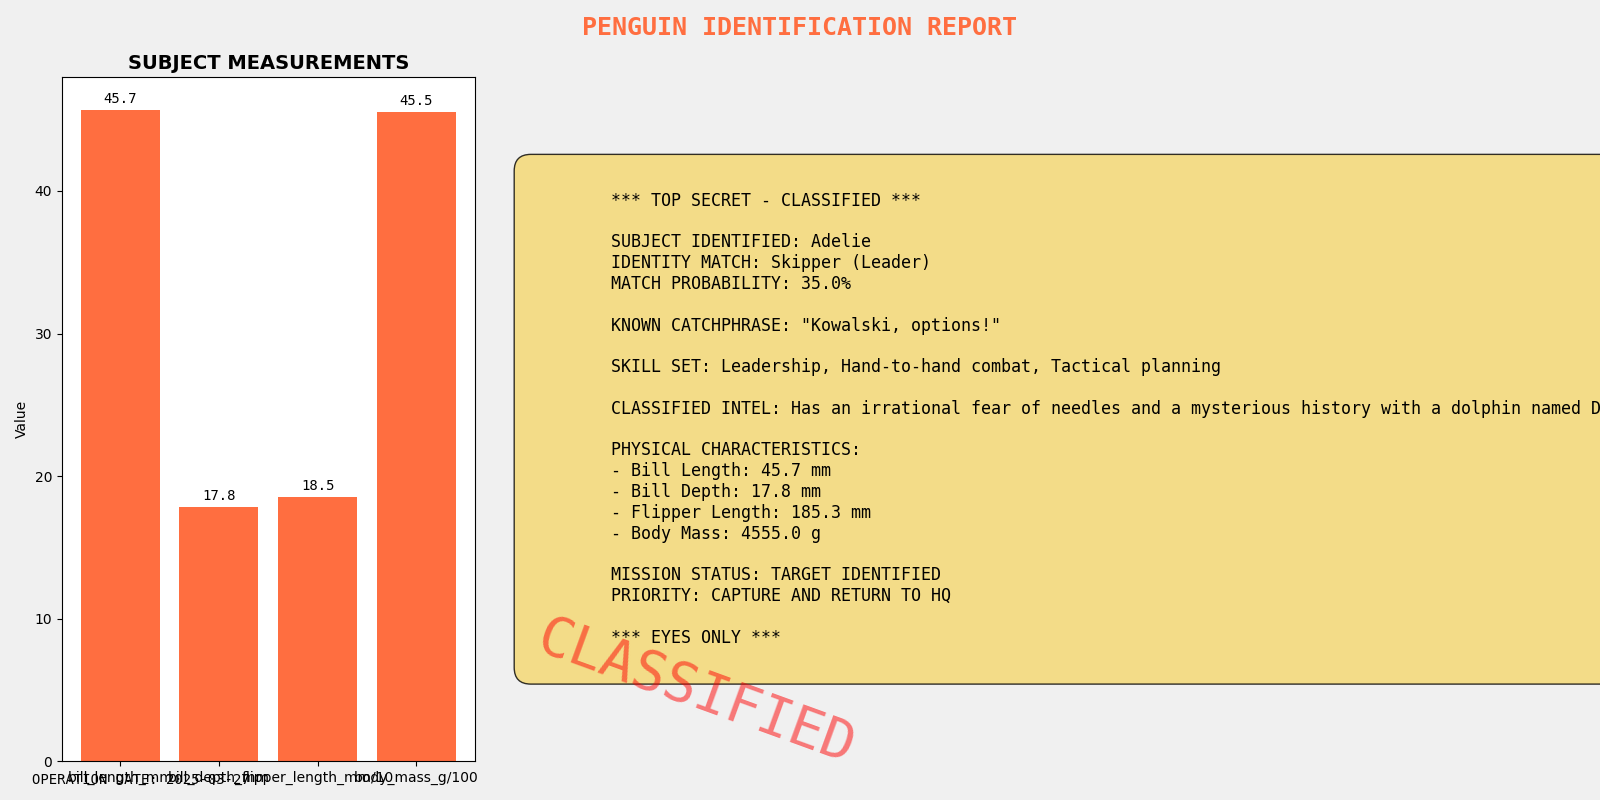 PENGUIN IDENTIFICATION REPORT
SUBJECT MEASUREMENTS
45.7
17.8
18.5
45.5
40
30
20
10
0
Value
bill_length_mm
bill_depth_mm
flipper_length_mm/10
body_mass_g/100
OPERATION DATE: 2025-03-27
*** TOP SECRET - CLASSIFIED ***
SUBJECT IDENTIFIED: Adelie
IDENTITY MATCH: Skipper (Leader)
MATCH PROBABILITY: 35.0%
KNOWN CATCHPHRASE: "Kowalski, options!"
SKILL SET: Leadership, Hand-to-hand combat, Tactical planning
CLASSIFIED INTEL: Has an irrational fear of needles and a mysterious history with a dolphin named
PHYSICAL CHARACTERISTICS:
- Bill Length: 45.7 mm
- Bill Depth: 17.8 mm
- Flipper Length: 185.3 mm
- Body Mass: 4555.0 g
MISSION STATUS: TARGET IDENTIFIED
PRIORITY: CAPTURE AND RETURN TO HQ
*** EYES ONLY ***
CLASSIFIED